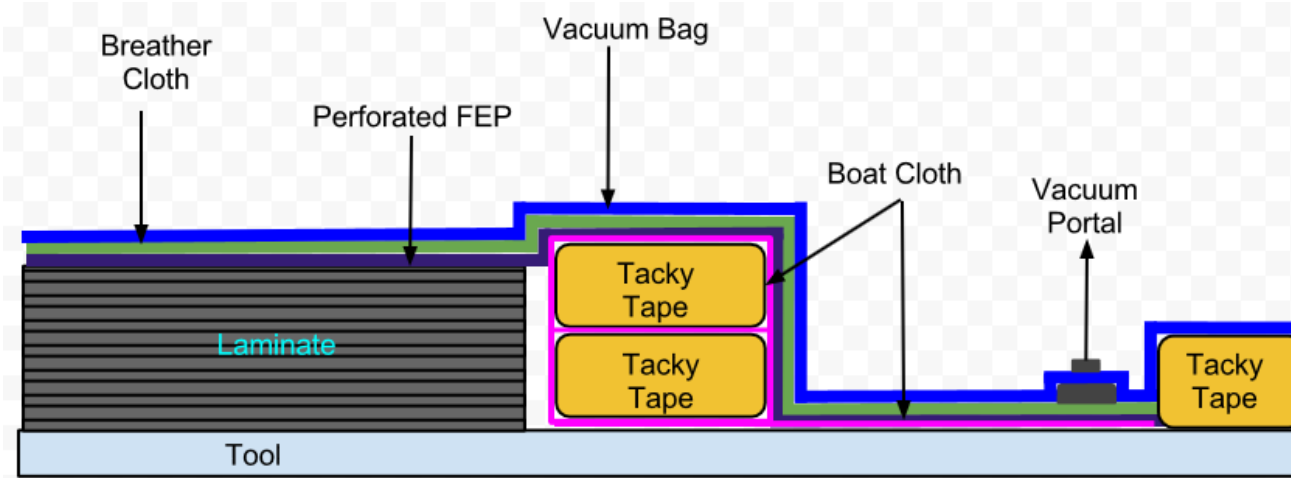 Vacuum Bag
Breather
Cloth
Perforated FEP
Boat Cloth
Vacuum
Portal
Tacky
Tape
Laminate
Tacky
Tape
Tacky
Tape
Tool